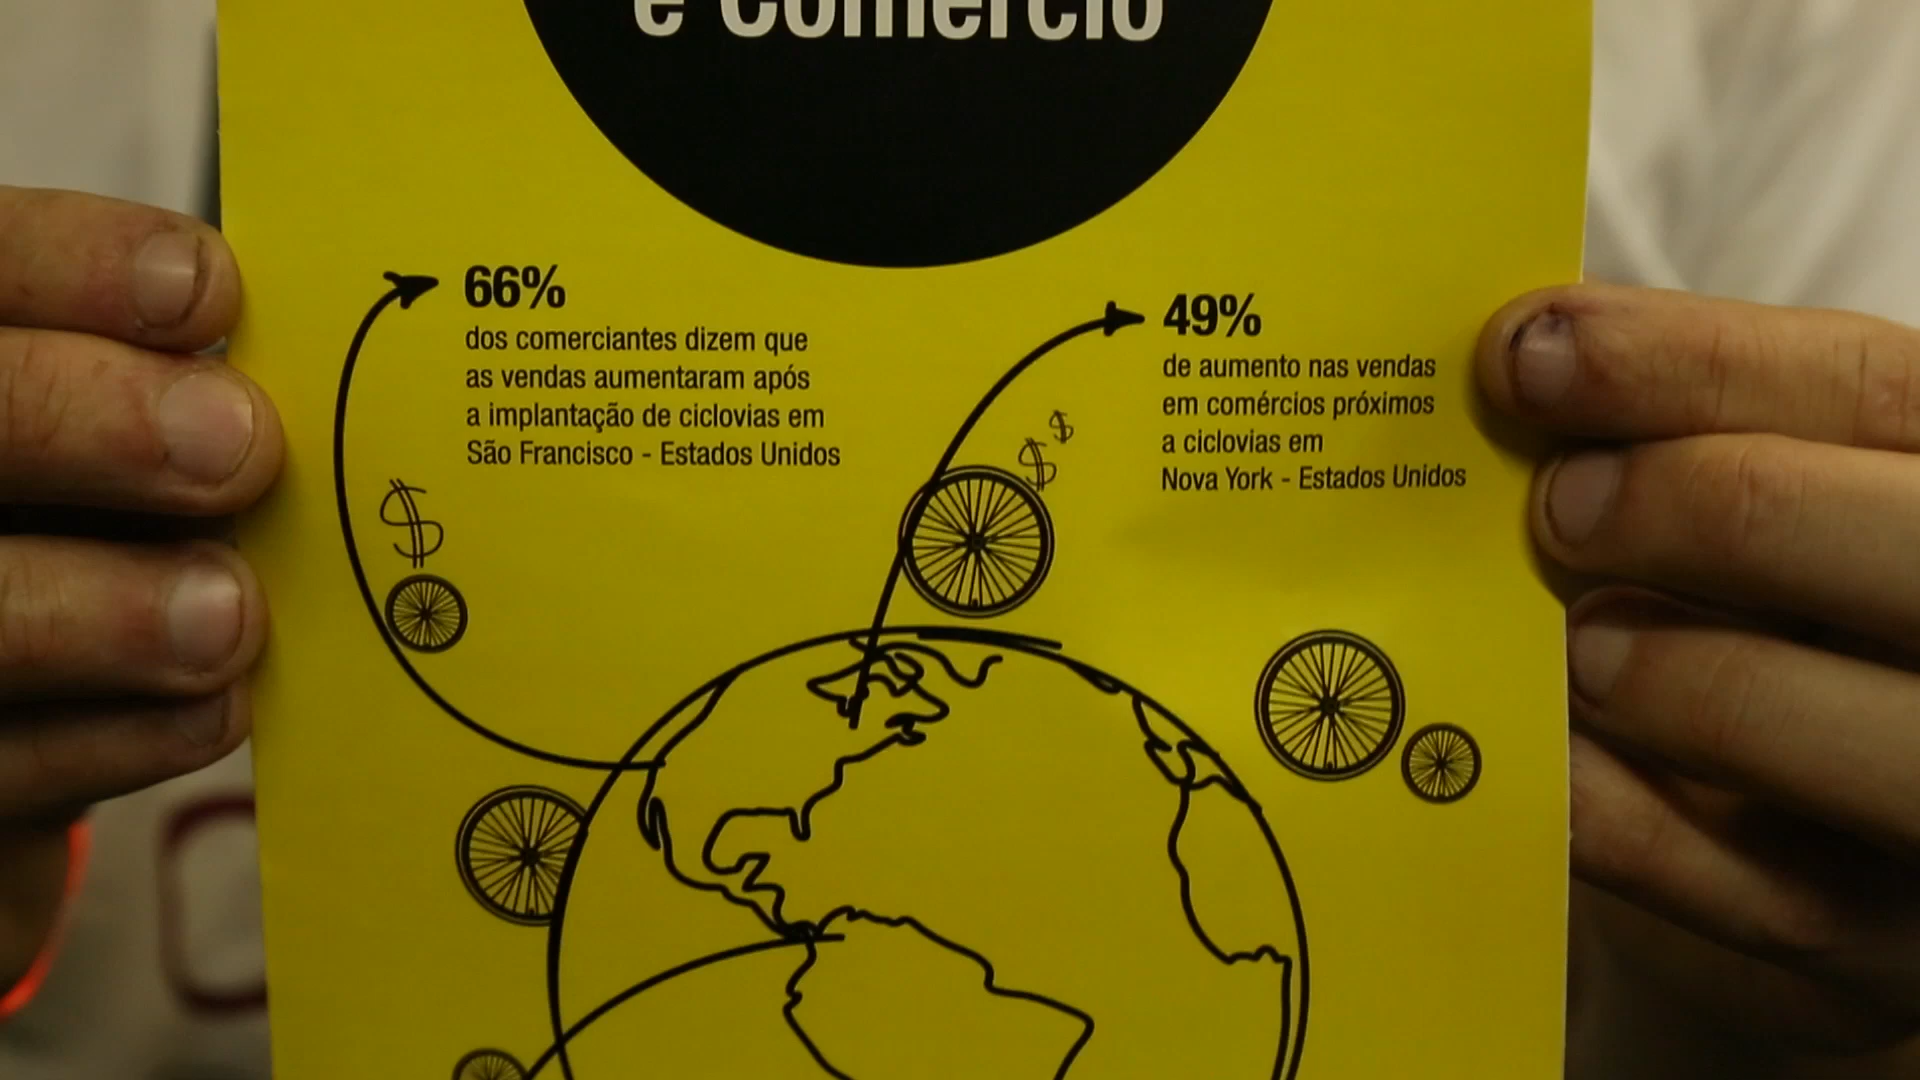 e Comércio
66%
dos comerciantes dizem que
as vendas aumentaram após
a implantação de ciclovias em
São Francisco - Estados Unidos
49%
de aumento nas vendas
em comércios próximos
a ciclovias em
Nova York - Estados Unidos
$
$
$